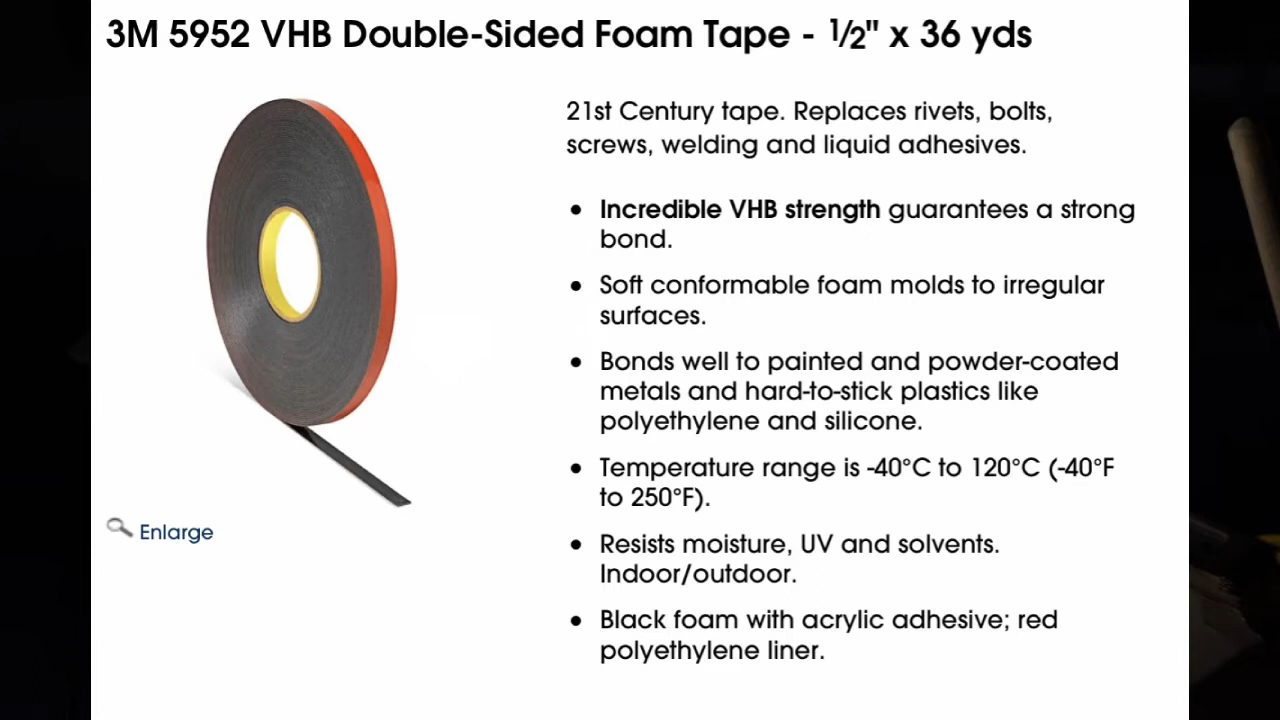 3M 5952 VHB Double-Sided Foam Tape - ½" x 36 yds
21st Century tape. Replaces rivets, bolts,
screws, welding and liquid adhesives.
• Incredible VHB strength guarantees a strong
bond.
• Soft conformable foam molds to irregular
surfaces.
• Bonds well to painted and powder-coated
metals and hard-to-stick plastics like
polyethylene and silicone.
• Temperature range is -40°C to 120°C (-40°F
to 250°F).
• Resists moisture, UV and solvents.
Indoor/outdoor.
• Black foam with acrylic adhesive; red
polyethylene liner.
Enlarge